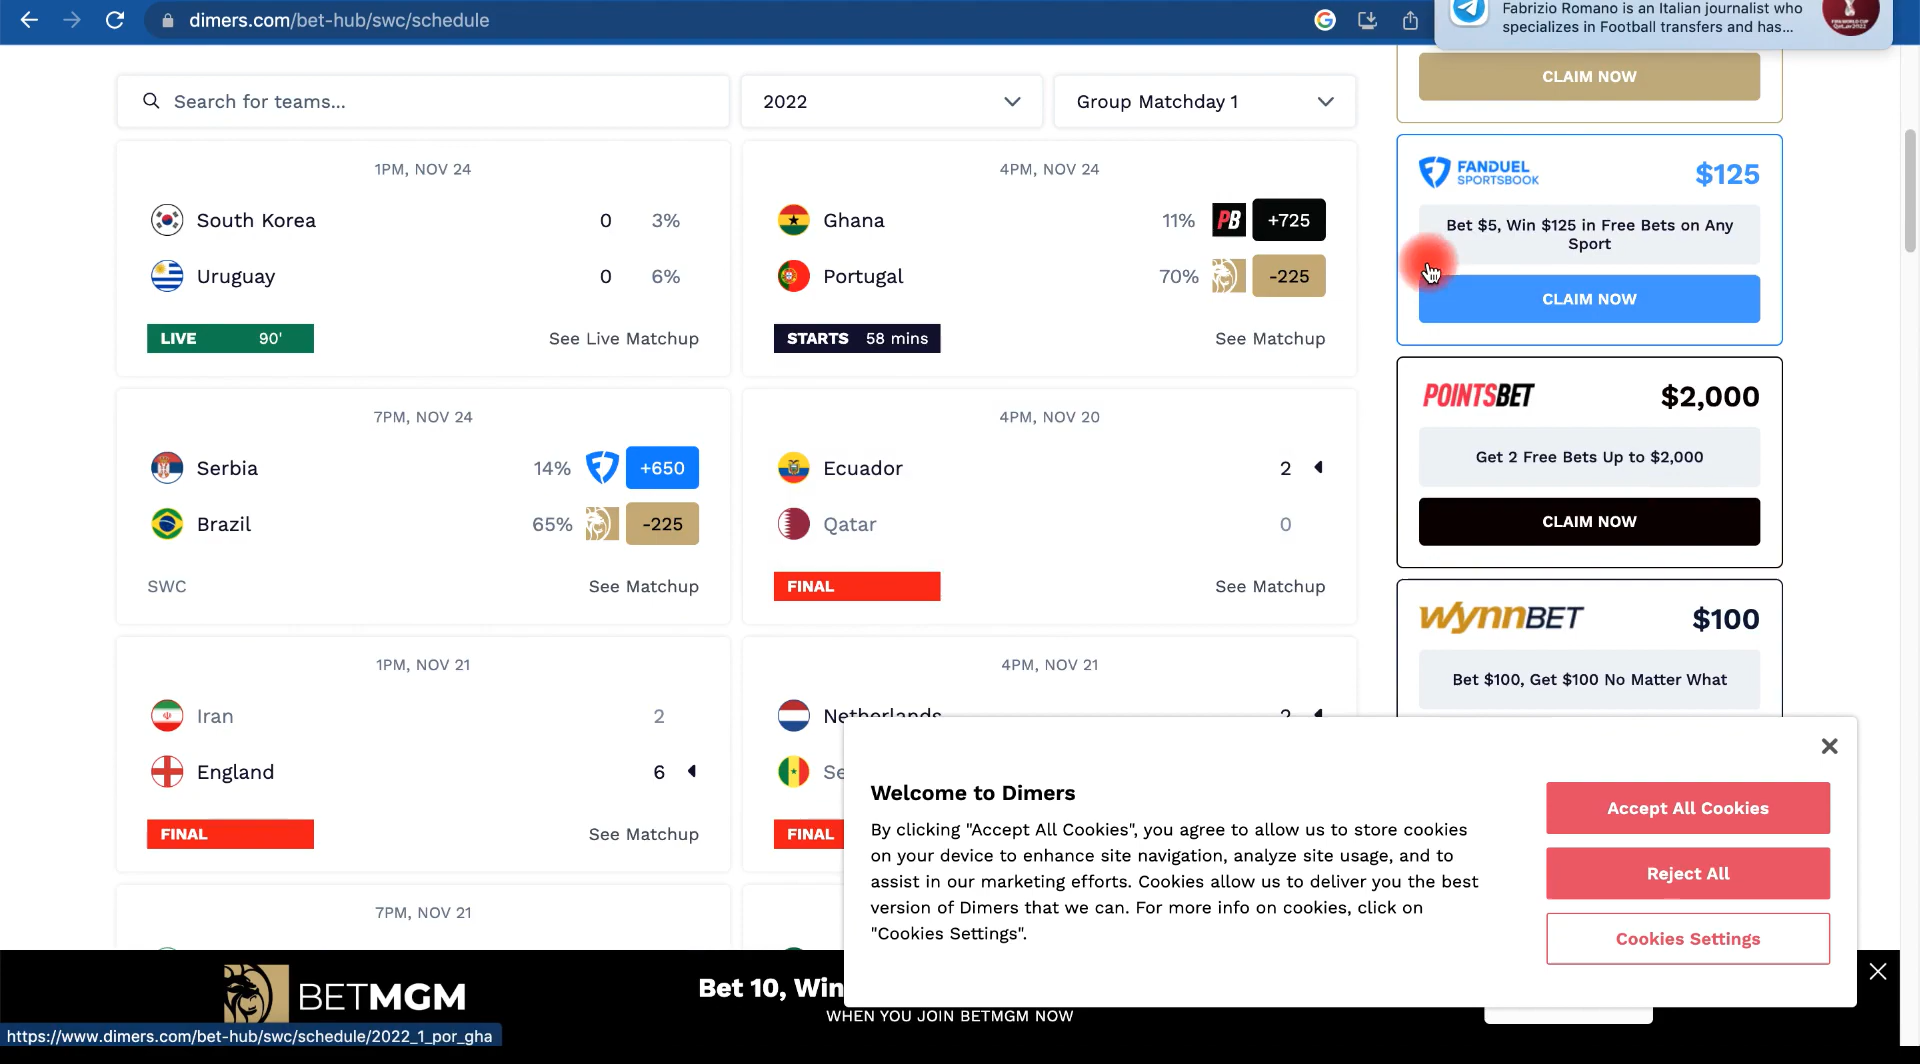 dimers.com/bet-hub/swc/schedule
Fabrizio Romano is an Italian journalist who
specializes in Football transfers and has...
Search for teams...
2022
Group Matchday 1
1PM, NOV 24
South Korea 0 3%
Uruguay 0 6%
LIVE 90' See Live Matchup
4PM, NOV 24
Ghana 11% PB +725
Portugal 70% -225
STARTS 58 mins See Matchup
7PM, NOV 24
Serbia 14% +650
Brazil 65% -225
SWC See Matchup
4PM, NOV 20
Ecuador 2
Qatar 0
FINAL See Matchup
1PM, NOV 21
Iran 2
England 6
FINAL See Matchup
4PM, NOV 21
Netherlands 2
Se
FINAL
7PM, NOV 21
CLAIM NOW
FANDUEL
SPORTSBOOK
$125
Bet $5, Win $125 in Free Bets on Any
Sport
CLAIM NOW
POINTSBET $2,000
Get 2 Free Bets Up to $2,000
CLAIM NOW
WynnBET $100
Bet $100, Get $100 No Matter What
Welcome to Dimers
By clicking "Accept All Cookies", you agree to allow us to store cookies
on your device to enhance site navigation, analyze site usage, and to
assist in our marketing efforts. Cookies allow us to deliver you the best
version of Dimers that we can. For more info on cookies, click on
"Cookies Settings".
Accept All Cookies
Reject All
Cookies Settings
BETMGM
Bet 10, Win
WHEN YOU JOIN BETMGM NOW
https://www.dimers.com/bet-hub/swc/schedule/2022_1_por_gha